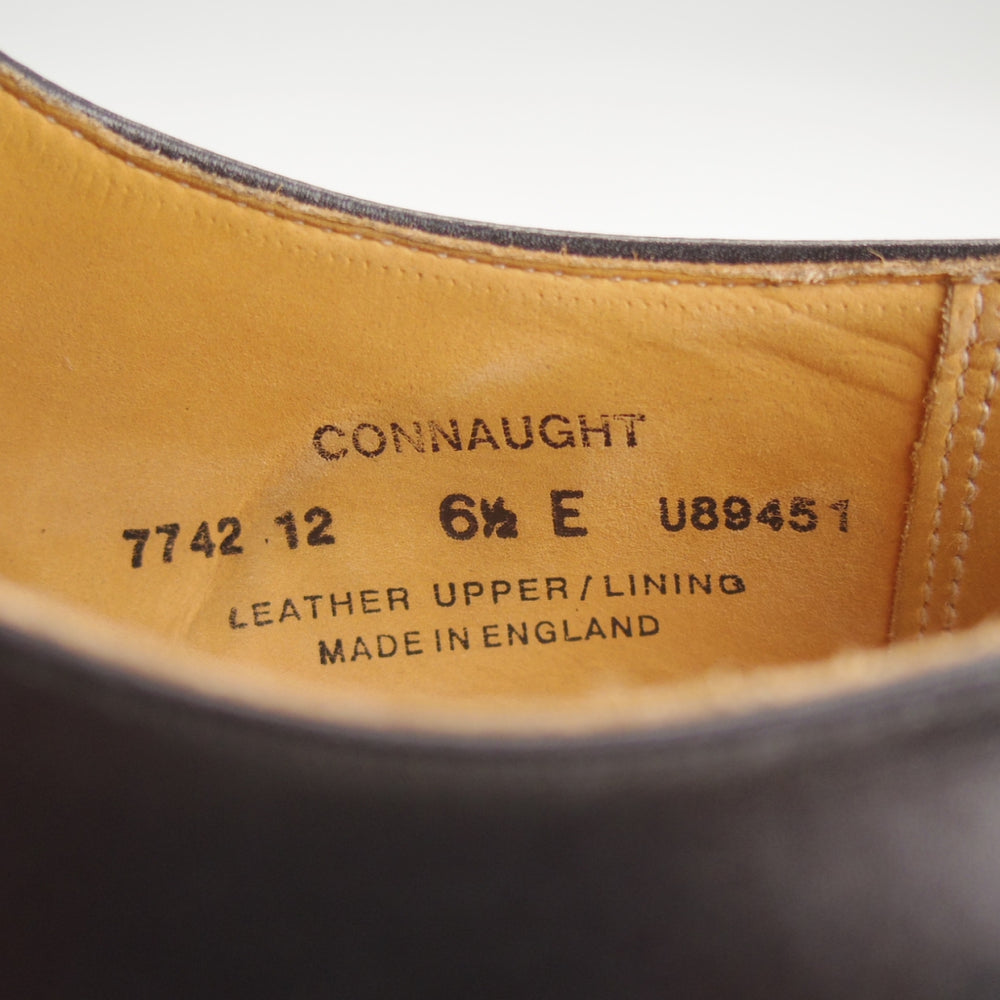 CONNAUGHT
7742 12 6½ E U89451
LEATHER UPPER / LINING
MADE IN ENGLAND